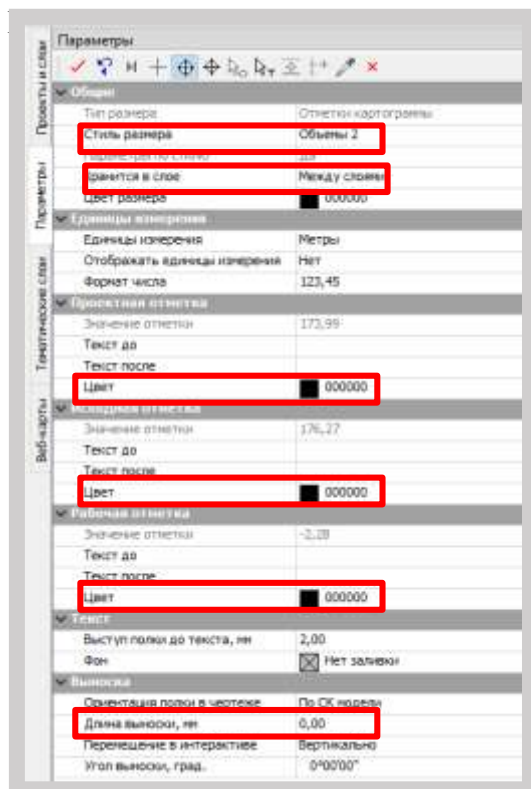 Параметры
Проекты и слои
Параметры
Тематические слои
Веб-карты
Общие
Тип размера Отметки картограммы
Стиль размера Объемы 2
Параметры по стилю Да
Хранится в слое Между слоями
Цвет размера 000000
Единицы измерения
Единицы измерения Метры
Отображать единицы измерения Нет
Формат числа 123,45
Проектная отметка
Значение отметки 173,99
Текст до
Текст после
Цвет 000000
Исходная отметка
Значение отметки 176,27
Текст до
Текст после
Цвет 000000
Рабочая отметка
Значение отметки -2,28
Текст до
Текст после
Цвет 000000
Текст
Выступ полки до текста, мм 2,00
Фон Нет заливки
Выноска
Ориентация полки в чертеже По СК модели
Длина выноски, мм 0,00
Перемещение в интерактиве Вертикально
Угол выноски, град. 0°00'00"